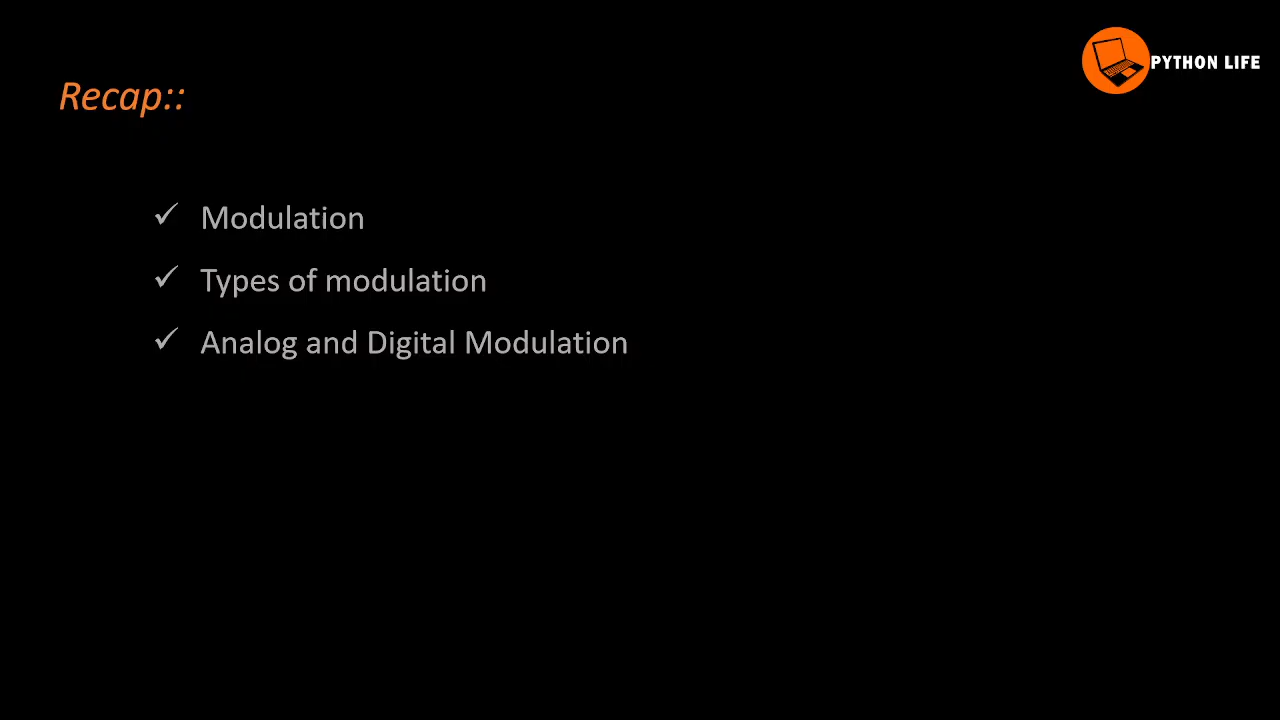 PYTHON LIFE
Recap::
✓ Modulation
✓ Types of modulation
✓ Analog and Digital Modulation